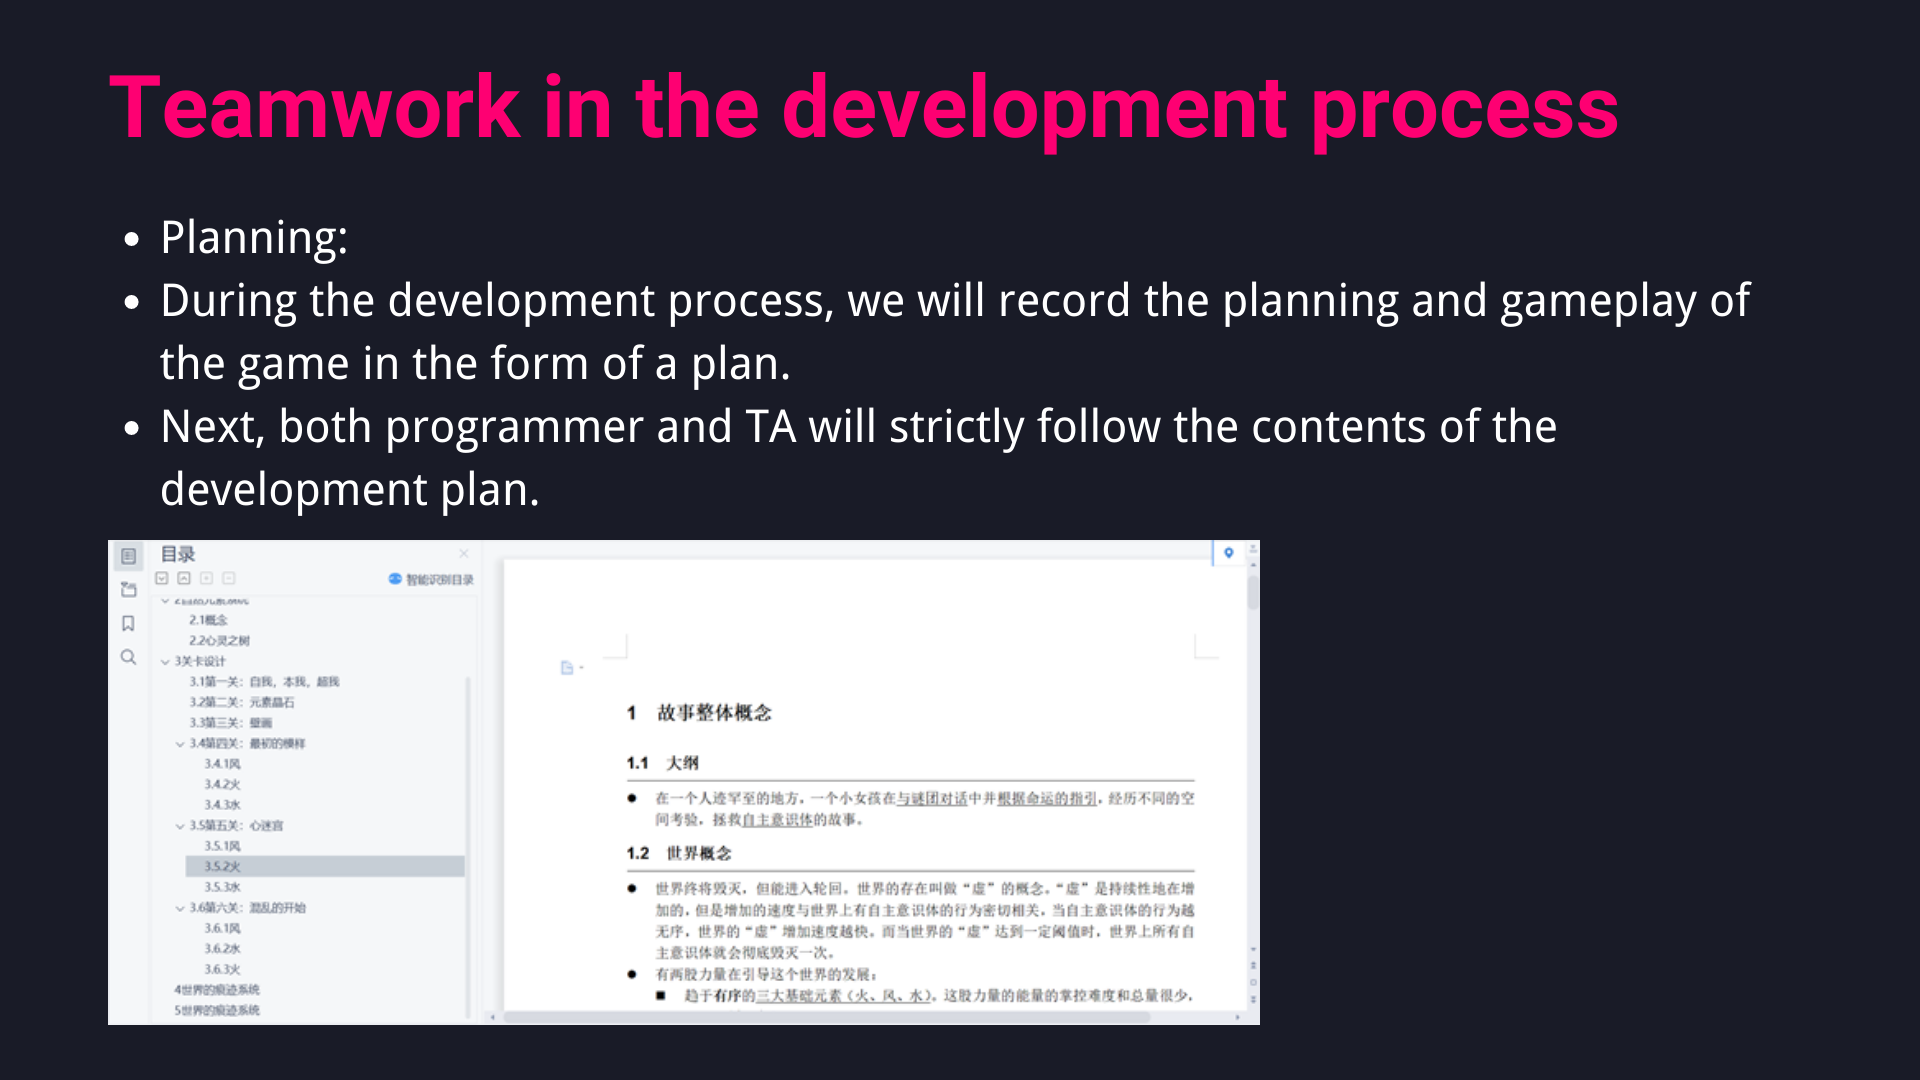 Teamwork in the development process
• Planning:
• During the development process, we will record the planning and gameplay of
the game in the form of a plan.
• Next, both programmer and TA will strictly follow the contents of the
development plan.
目录
智能识别目录
2自然元素系统
2.1概念
2.2心灵之树
3关卡设计
3.1第一关：自我，本我，超我
3.2第二关：元素晶石
3.3第三关：壁画
3.4第四关：最初的模样
3.4.1风
3.4.2火
3.4.3水
3.5第五关：心迷宫
3.5.1风
3.5.2火
3.5.3水
3.6第六关：混乱的开始
3.6.1风
3.6.2水
3.6.3火
4世界的痕迹系统
5世界的痕迹系统
1 故事整体概念
1.1 大纲
● 在一个人迹罕至的地方，一个小女孩在与谜团对话中并根据命运的指引，经历不同的空
间考验，拯救自主意识体的故事。
1.2 世界概念
● 世界终将毁灭，但能进入轮回。世界的存在叫做“虚”的概念。“虚”是持续性地在增
加的，但是增加的速度与世界上有自主意识体的行为密切相关，当自主意识体的行为越
无序，世界的“虚”增加速度越快。而当世界的“虚”达到一定阈值时，世界上所有自
主意识体就会彻底毁灭一次。
● 有两股力量在引导这个世界的发展：
■ 趋于有序的三大基础元素（火、风、水）。这股力量的能量的掌控难度和总量很少，